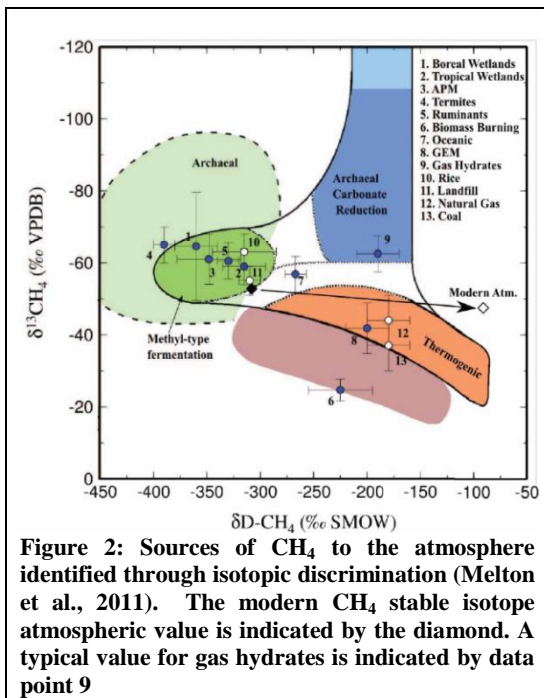 -120
-100
-80
-60
-40
-20
0
-450
-400
-350
-300
-250
-200
-150
-100
-50
δ¹³CH₄ (‰ VPDB)
δD-CH₄ (‰ SMOW)
1. Boreal Wetlands
2. Tropical Wetlands
3. APM
4. Termites
5. Ruminants
6. Biomass Burning
7. Oceanic
8. GEM
9. Gas Hydrates
10. Rice
11. Landfill
12. Natural Gas
13. Coal
Archaeal
Archaeal
Carbonate
Reduction
4
1
3
5
10
2
11
7
9
Modern Atm.
Methyl-type
fermentation
8
12
13
Thermogenic
6
Figure 2: Sources of CH₄ to the atmosphere
identified through isotopic discrimination (Melton
et al., 2011). The modern CH₄ stable isotope
atmospheric value is indicated by the diamond. A
typical value for gas hydrates is indicated by data
point 9